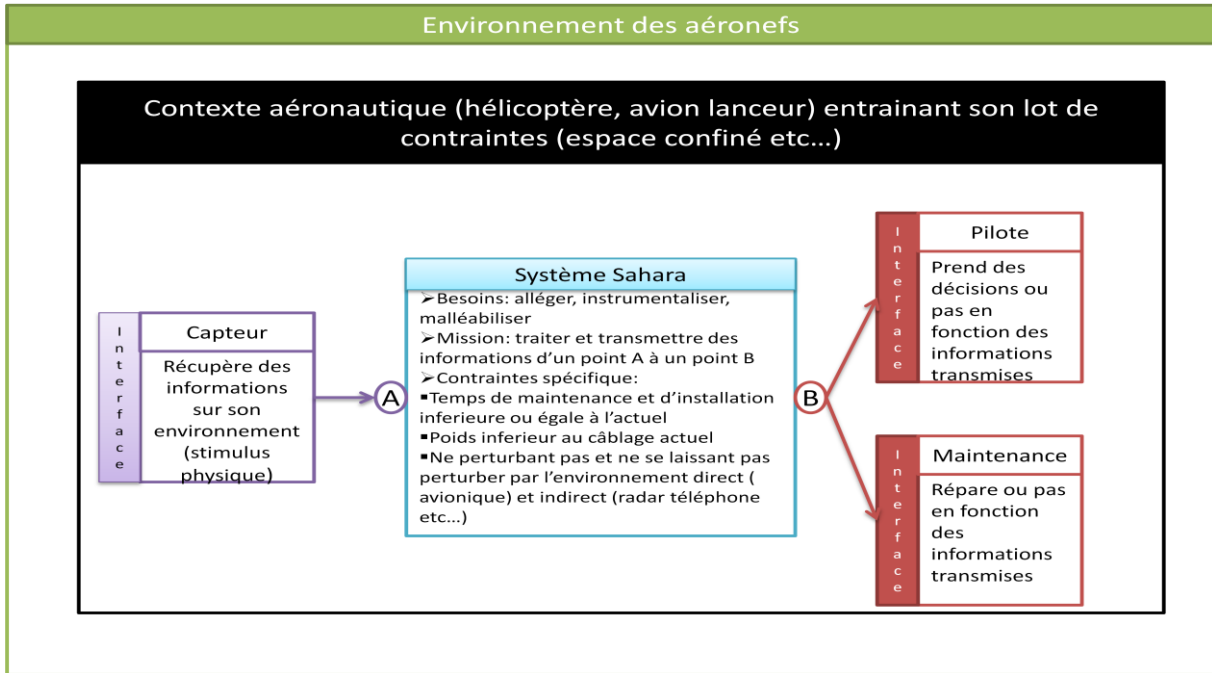 Environnement des aéronefs
Contexte aéronautique (hélicoptère, avion lanceur) entrainant son lot de
contraintes (espace confiné etc...)
Interface
Capteur
Récupère des
informations
sur son
environnement
(stimulus
physique)
A
Système Sahara
➢Besoins: alléger, instrumentaliser,
malléabiliser
➢Mission: traiter et transmettre des
informations d’un point A à un point B
➢Contraintes spécifique:
▪Temps de maintenance et d’installation
inferieure ou égale à l’actuel
▪Poids inferieur au câblage actuel
▪Ne perturbant pas et ne se laissant pas
perturber par l’environnement direct (
avionique) et indirect (radar téléphone
etc...)
B
Interface
Pilote
Prend des
décisions ou
pas en
fonction des
informations
transmises
Interface
Maintenance
Répare ou pas
en fonction
des
informations
transmises